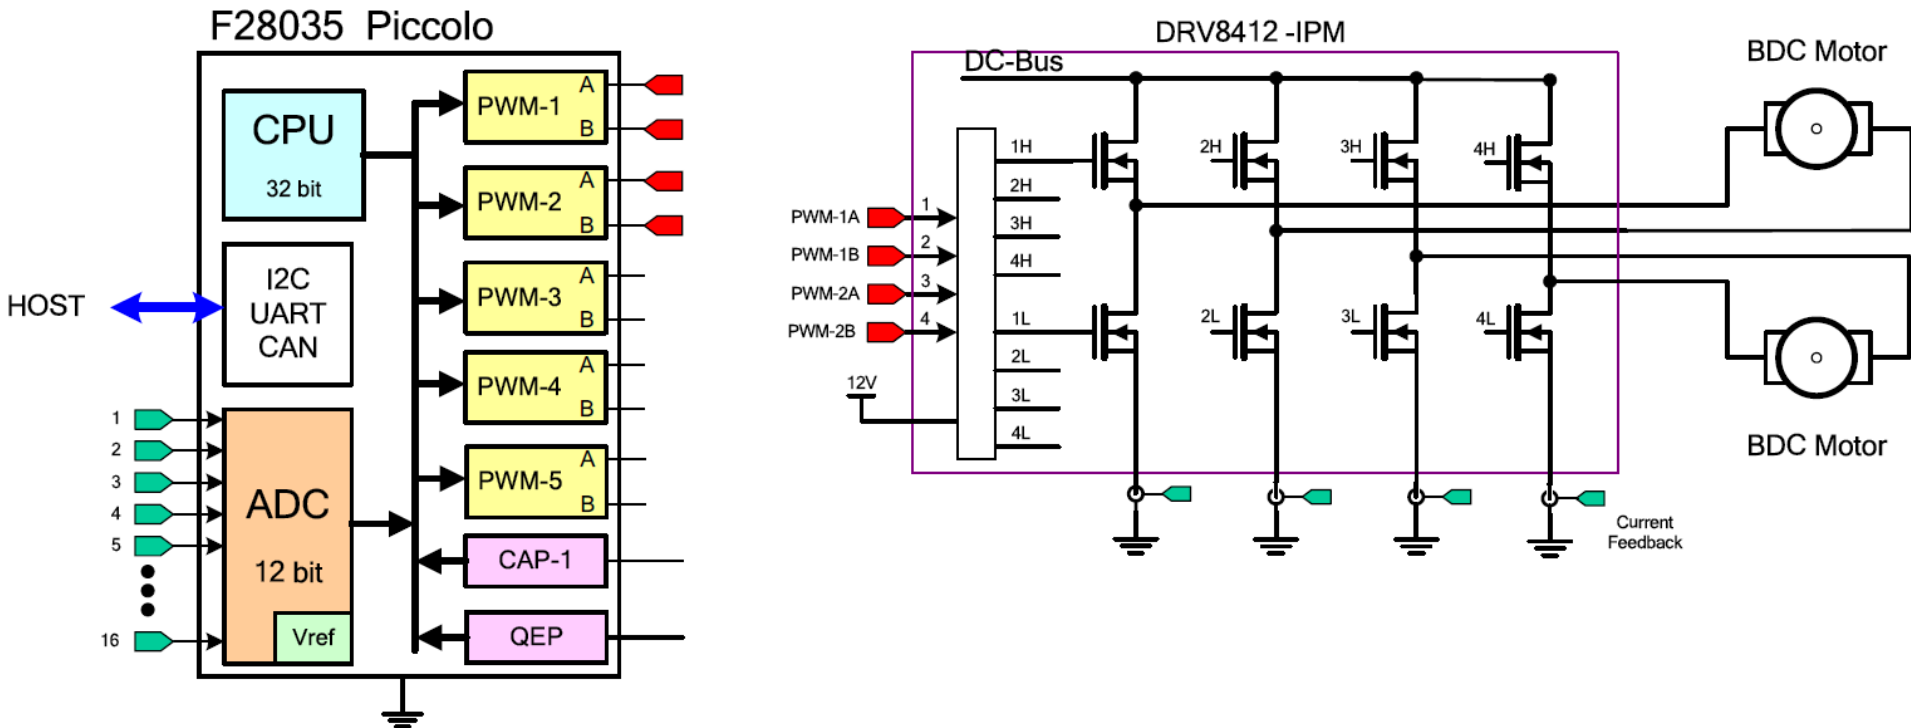 F28035 Piccolo
CPU
32 bit
I2C
UART
CAN
HOST
ADC
12 bit
Vref
1
2
3
4
5
16
PWM-1
A
B
PWM-2
A
B
PWM-3
A
B
PWM-4
A
B
PWM-5
A
B
CAP-1
QEP
DRV8412 -IPM
DC-Bus
PWM-1A
1
PWM-1B
2
PWM-2A
3
PWM-2B
4
12V
1H
2H
3H
4H
1L
2L
3L
4L
2H
3H
4H
2L
3L
4L
BDC Motor
BDC Motor
Current
Feedback